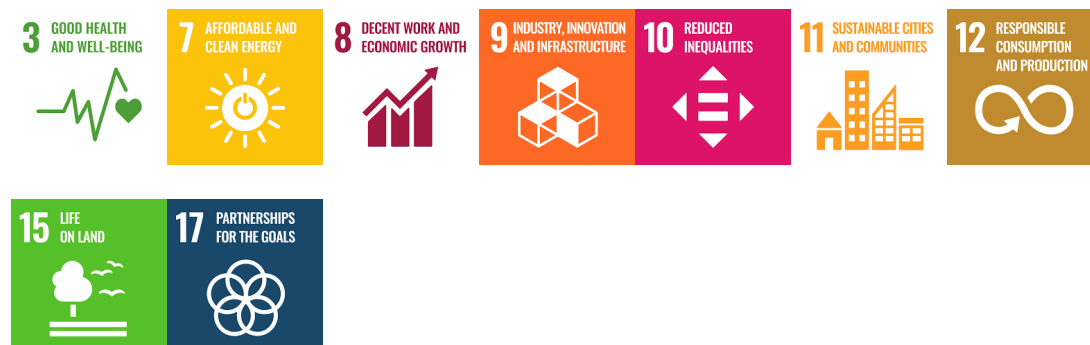 3 GOOD HEALTH
AND WELL-BEING
7 AFFORDABLE AND
CLEAN ENERGY
8 DECENT WORK AND
ECONOMIC GROWTH
9 INDUSTRY, INNOVATION
AND INFRASTRUCTURE
10 REDUCED
INEQUALITIES
11 SUSTAINABLE CITIES
AND COMMUNITIES
12 RESPONSIBLE
CONSUMPTION
AND PRODUCTION
15 LIFE
ON LAND
17 PARTNERSHIPS
FOR THE GOALS